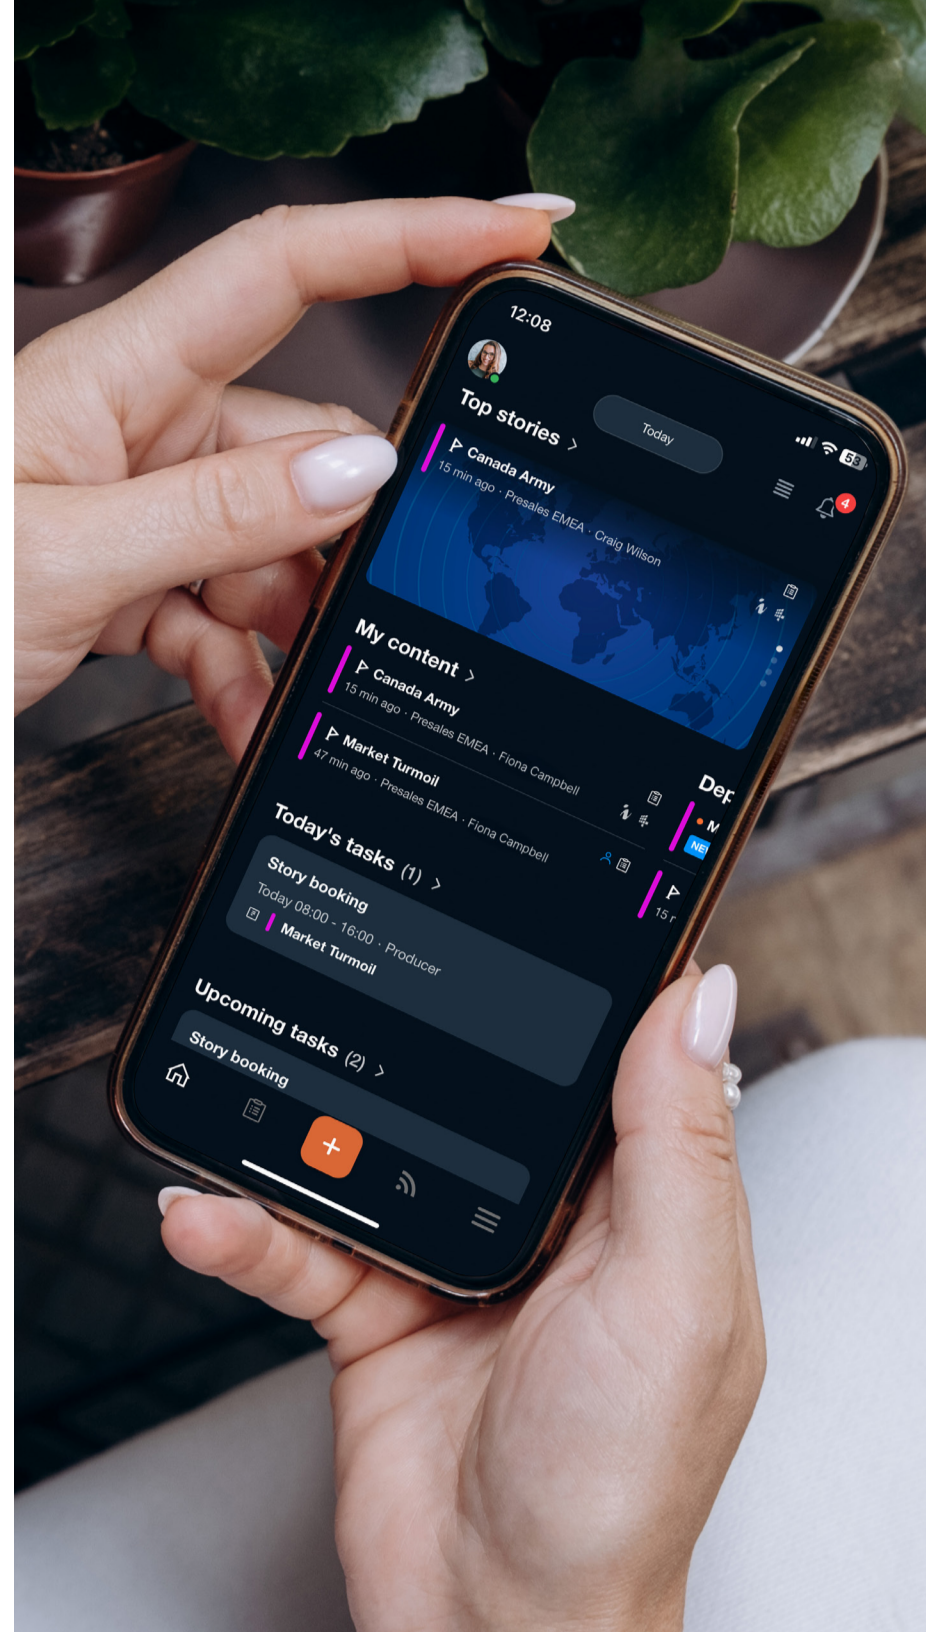 12:08
53
Today
4
Top stories
Canada Army
15 min ago · Presales EMEA · Craig Wilson
My content
Canada Army
15 min ago · Presales EMEA · Fiona Campbell
Market Turmoil
47 min ago · Presales EMEA · Fiona Campbell
Today's tasks (1)
Story booking
Today 08:00 - 16:00 · Producer
Market Turmoil
Upcoming tasks (2)
Story booking